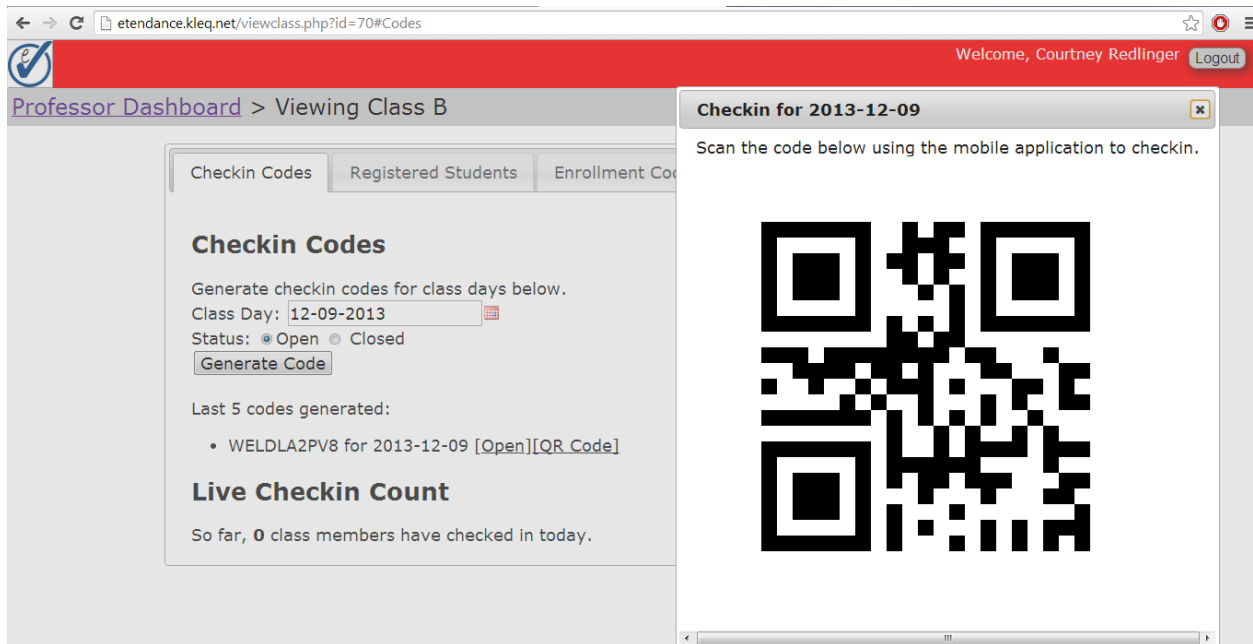 etendance.kleq.net/viewclass.php?id=70#Codes
Welcome, Courtney Redlinger Logout
Professor Dashboard > Viewing Class B
Checkin Codes Registered Students Enrollment Co
Checkin Codes
Generate checkin codes for class days below.
Class Day: 12-09-2013
Status: Open Closed
Generate Code
Last 5 codes generated:
• WELDLA2PV8 for 2013-12-09 [Open][QR Code]
Live Checkin Count
So far, 0 class members have checked in today.
Checkin for 2013-12-09
Scan the code below using the mobile application to checkin.